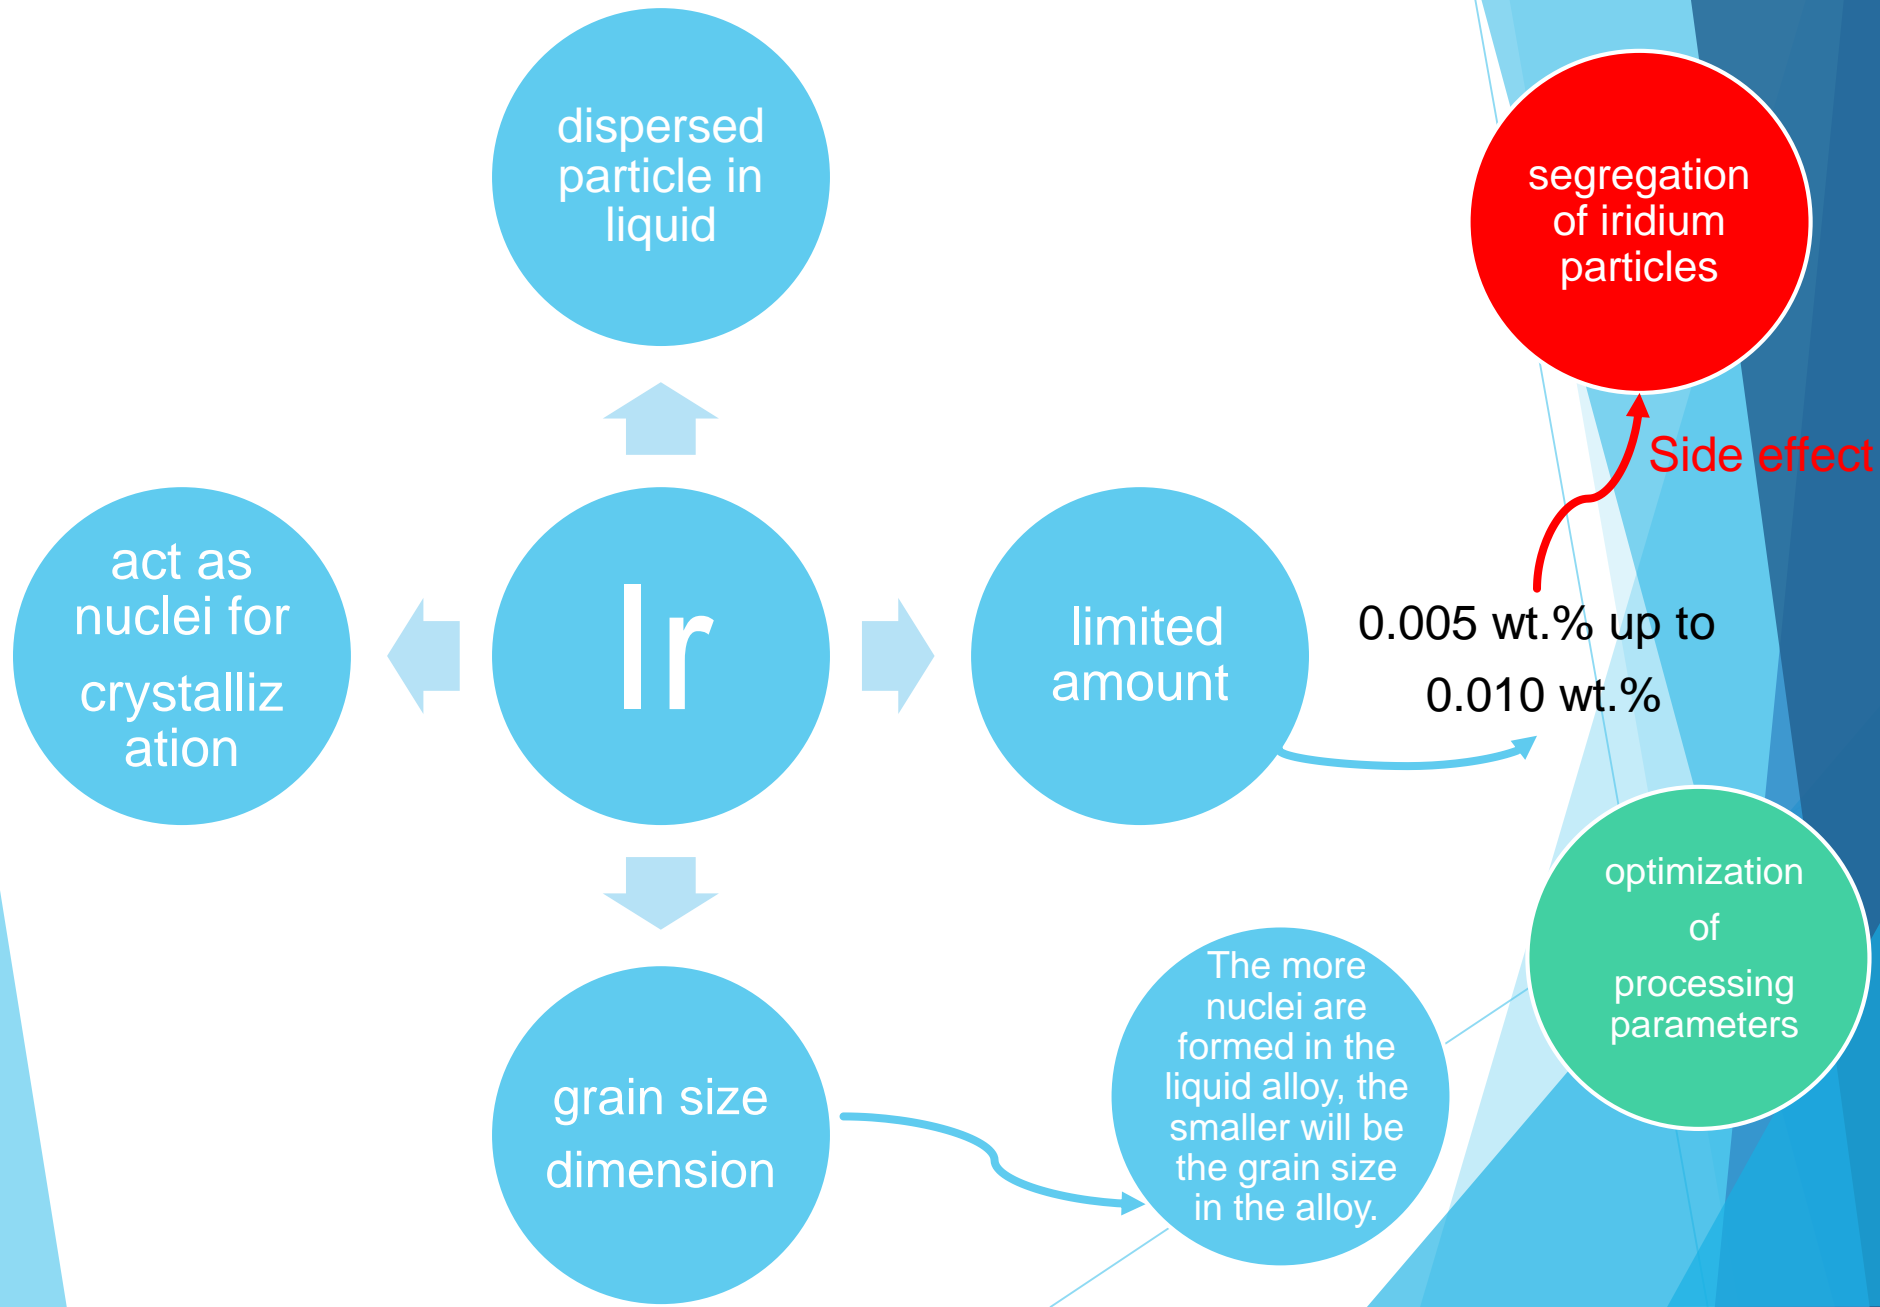 dispersed
particle in
liquid
segregation
of iridium
particles
Side effect
act as
nuclei for
crystalliz
ation
Ir
limited
amount
0.005 wt.% up to
0.010 wt.%
grain size
dimension
The more
nuclei are
formed in the
liquid alloy, the
smaller will be
the grain size
in the alloy.
optimization
of
processing
parameters